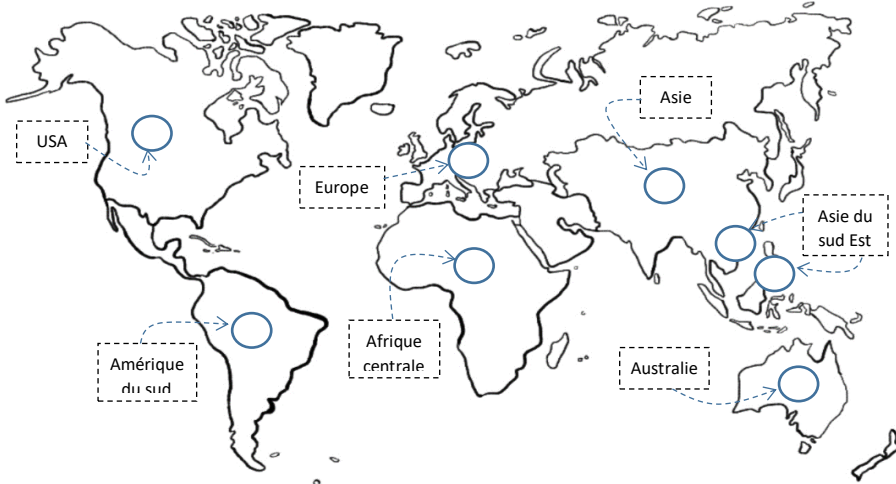 Asie
USA
Europe
Asie du
sud Est
Afrique
centrale
Amérique
du sud
Australie